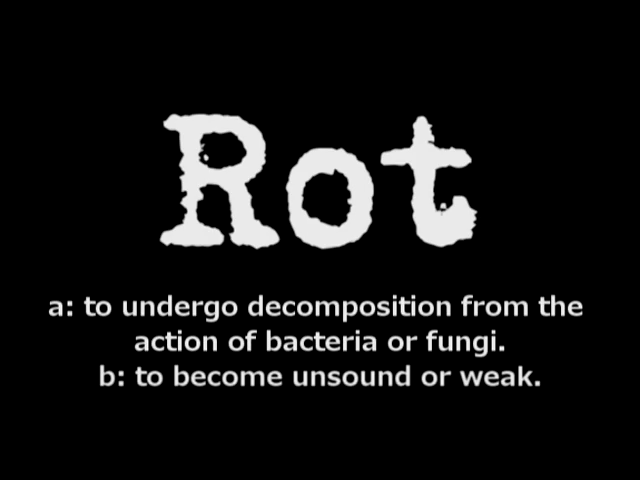 Rot
a: to undergo decomposition from the
action of bacteria or fungi.
b: to become unsound or weak.